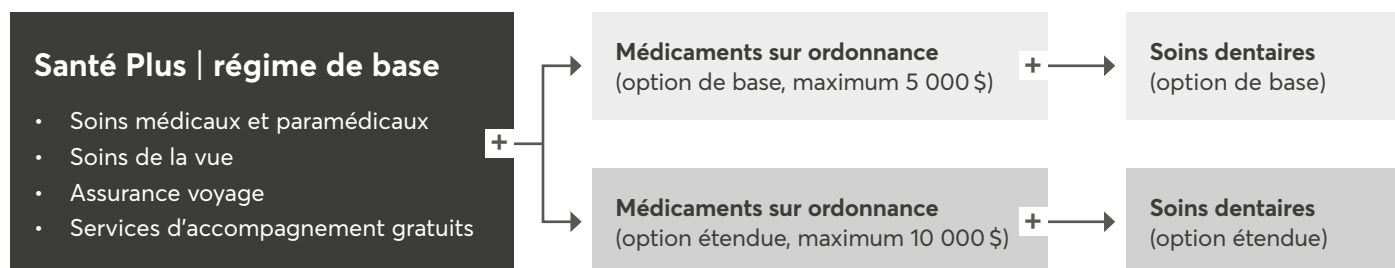 Santé Plus | régime de base
• Soins médicaux et paramédicaux
• Soins de la vue
• Assurance voyage
• Services d'accompagnement gratuits
+
Médicaments sur ordonnance
(option de base, maximum 5 000 $)
+
Soins dentaires
(option de base)
Médicaments sur ordonnance
(option étendue, maximum 10 000 $)
+
Soins dentaires
(option étendue)